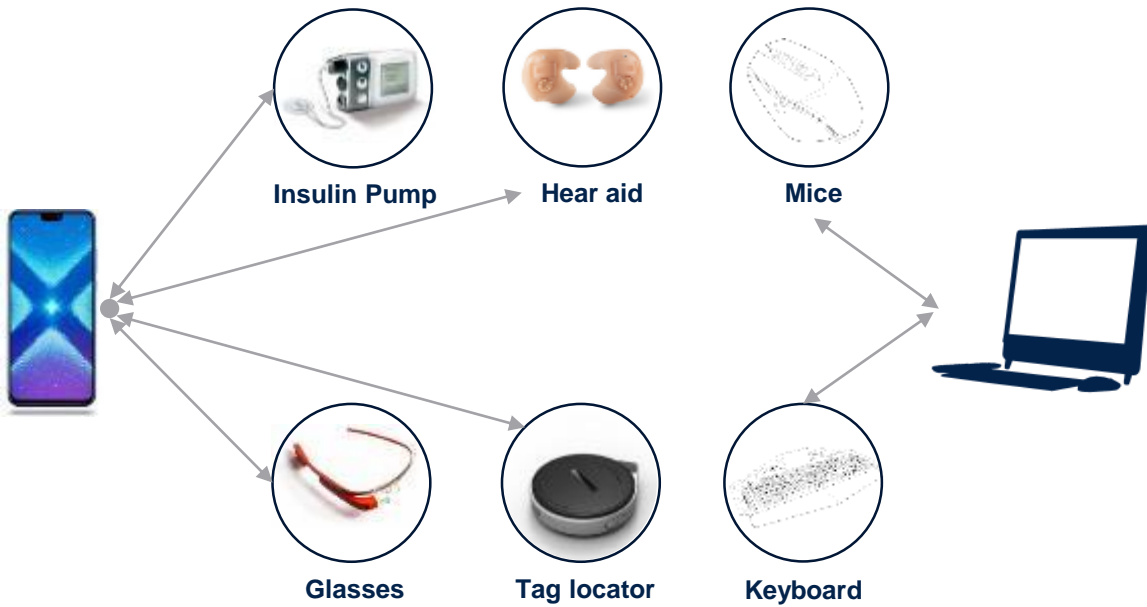 Insulin Pump
Hear aid
Mice
Glasses
Tag locator
Keyboard